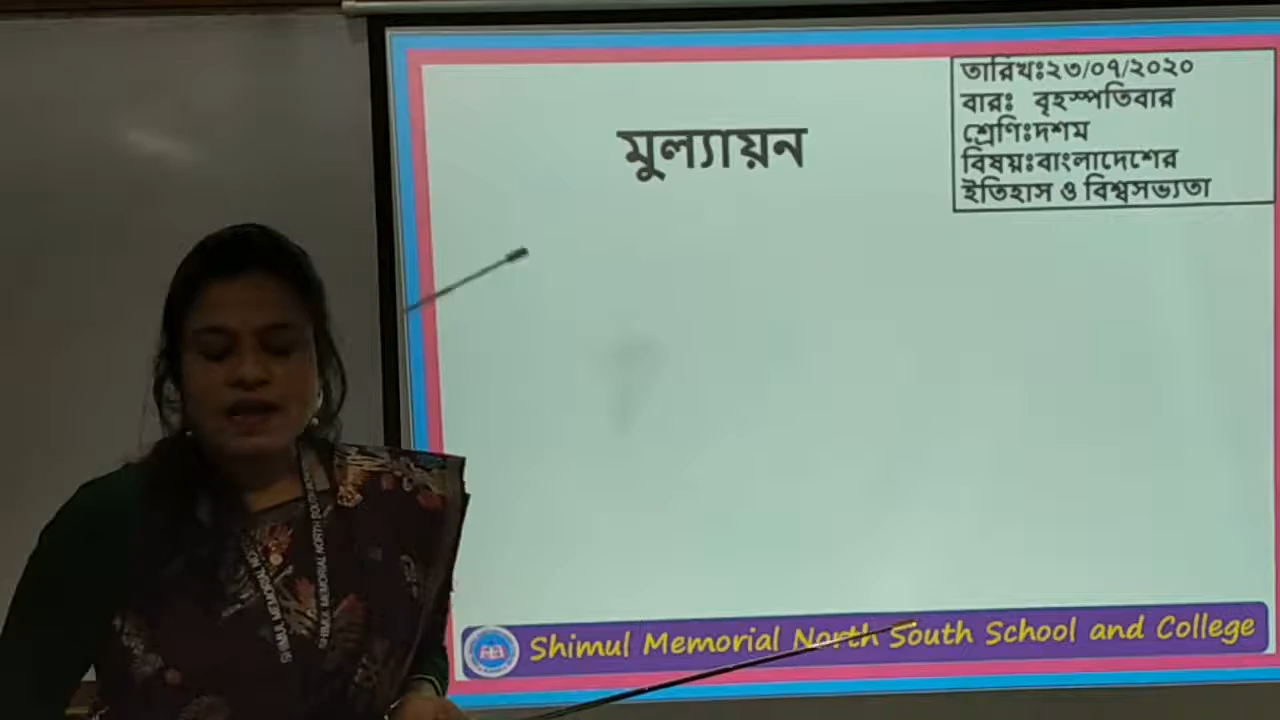 তারিখঃ২৩/০৭/২০২০
বারঃ বৃহস্পতিবার
শ্রেণিঃদশম
বিষয়ঃবাংলাদেশের
ইতিহাস ও বিশ্বসভ্যতা
মুল্যায়ন
Shimul Memorial North South School and College